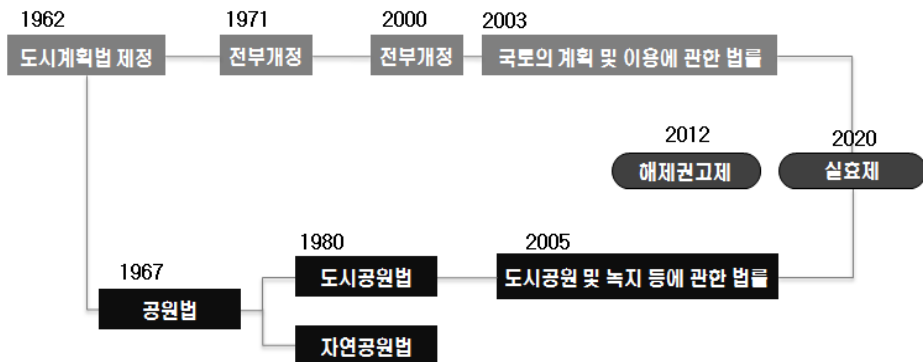 1962
도시계획법 제정
1971
전부개정
2000
전부개정
2003
국토의 계획 및 이용에 관한 법률
2012
해제권고제
2020
실효제
1967
공원법
1980
도시공원법
2005
도시공원 및 녹지 등에 관한 법률
자연공원법